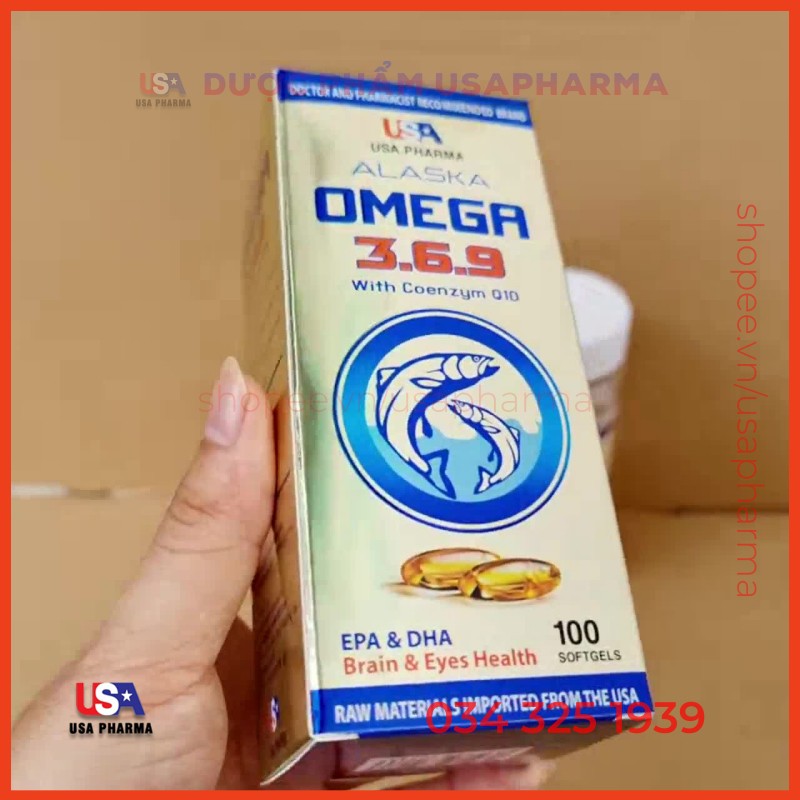 USA DƯỢC PHẨM USAPHARMA
USA PHARMA
DOCTOR AND PHARMACIST RECOMMENDED BRAND
USA
USA PHARMA
ALASKA
OMEGA
3.6.9
With Coenzym Q10
shopee.vn/usapharma
shopee.vn/usapharma
EPA & DHA
Brain & Eyes Health
100
SOFTGELS
RAW MATERIALS IMPORTED FROM THE USA
034 325 1939
USA
USA PHARMA